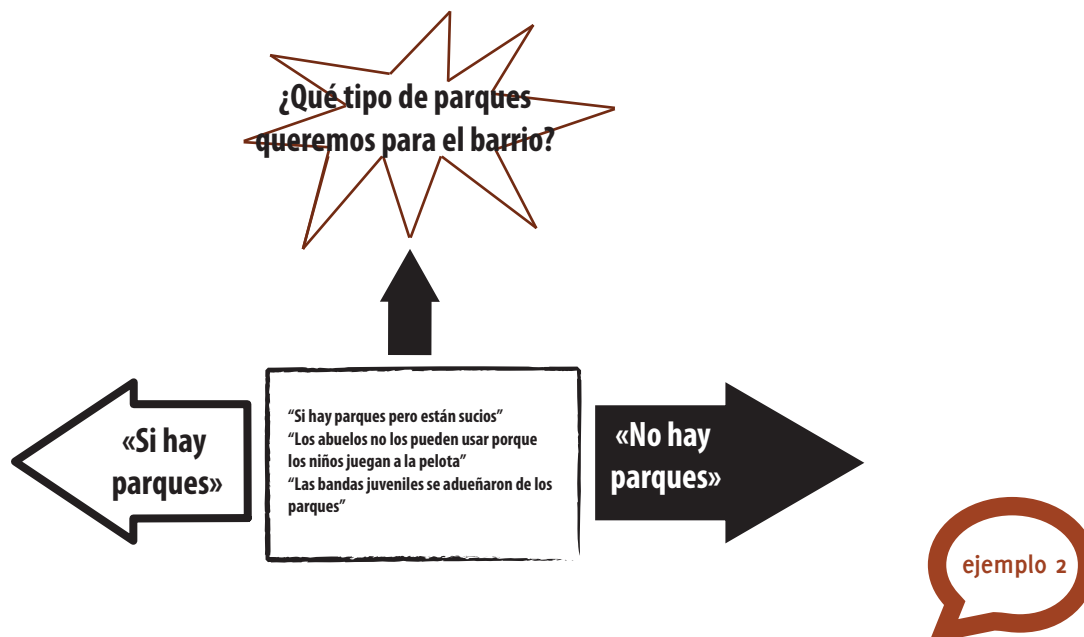 ¿Qué tipo de parques
queremos para el barrio?
«Si hay
parques»
“Si hay parques pero están sucios”
“Los abuelos no los pueden usar porque
los niños juegan a la pelota”
“Las bandas juveniles se adueñaron de los
parques”
«No hay
parques»
ejemplo 2